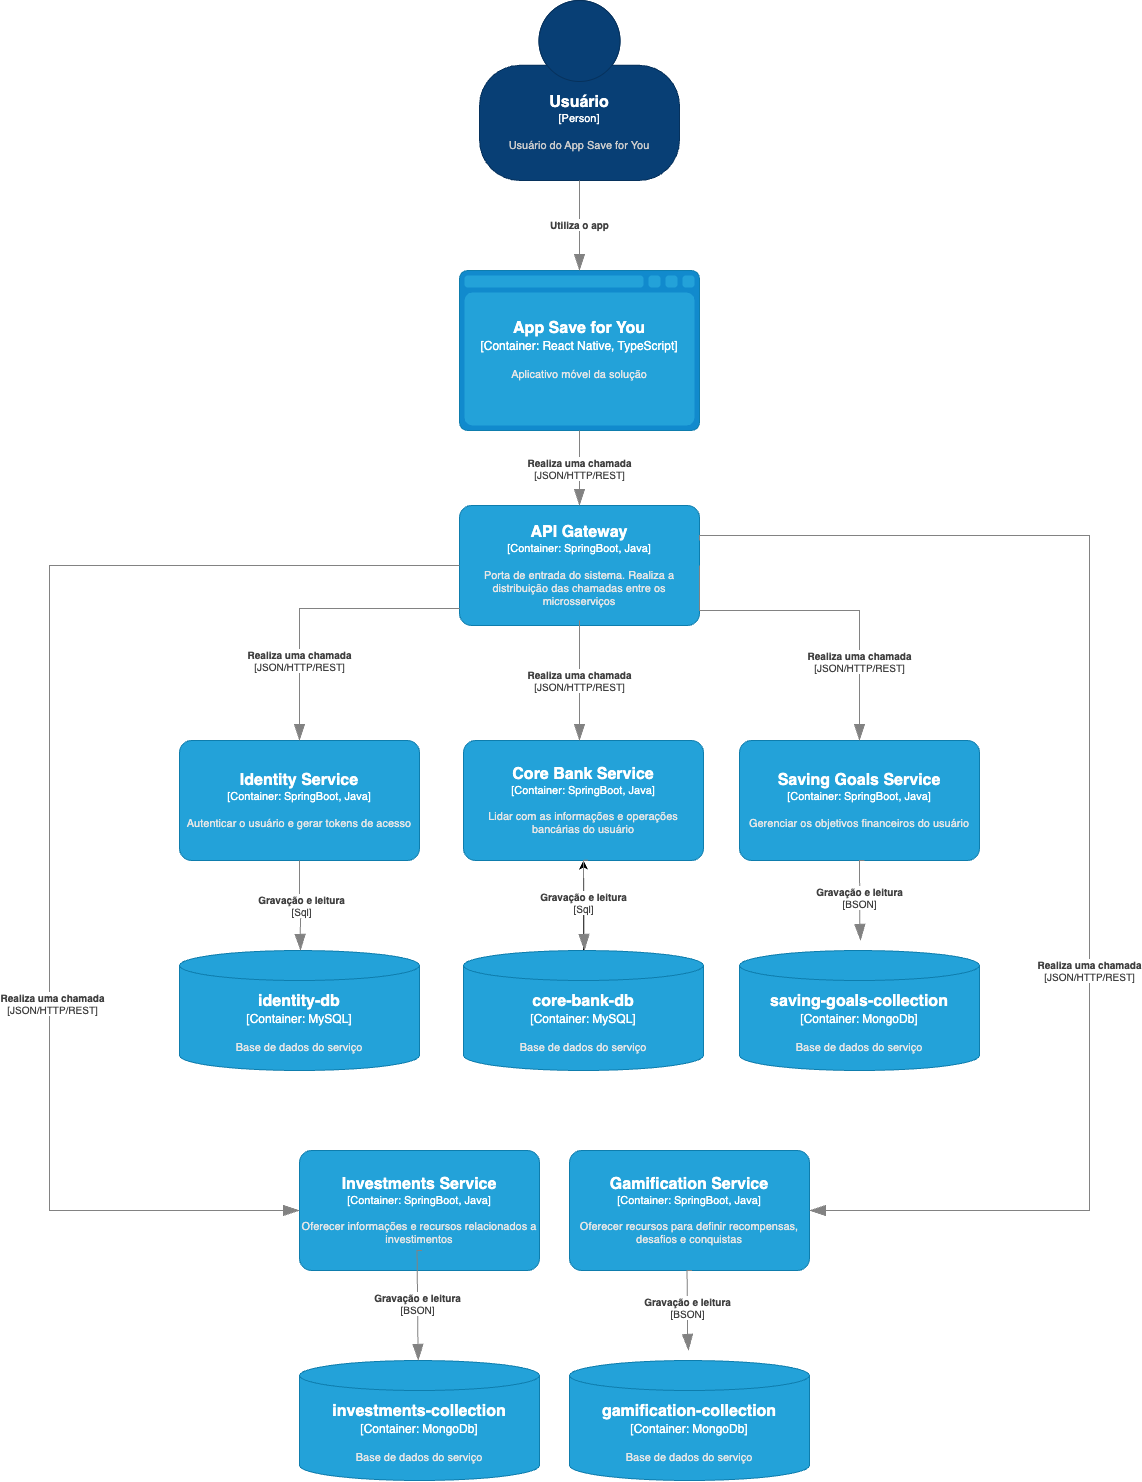 Usuário
[Person]
Usuário do App Save for You
Utiliza o app
App Save for You
[Container: React Native, TypeScript]
Aplicativo móvel da solução
Realiza uma chamada
[JSON/HTTP/REST]
API Gateway
[Container: SpringBoot, Java]
Porta de entrada do sistema. Realiza a
distribuição das chamadas entre os
microsserviços
Realiza uma chamada
[JSON/HTTP/REST]
Realiza uma chamada
[JSON/HTTP/REST]
Realiza uma chamada
[JSON/HTTP/REST]
Identity Service
[Container: SpringBoot, Java]
Autenticar o usuário e gerar tokens de acesso
Core Bank Service
[Container: SpringBoot, Java]
Lidar com as informações e operações
bancárias do usuário
Saving Goals Service
[Container: SpringBoot, Java]
Gerenciar os objetivos financeiros do usuário
Gravação e leitura
[Sql]
Gravação e leitura
[Sql]
Gravação e leitura
[BSON]
identity-db
[Container: MySQL]
Base de dados do serviço
core-bank-db
[Container: MySQL]
Base de dados do serviço
saving-goals-collection
[Container: MongoDb]
Base de dados do serviço
Realiza uma chamada
[JSON/HTTP/REST]
Realiza uma chamada
[JSON/HTTP/REST]
Investments Service
[Container: SpringBoot, Java]
Oferecer informações e recursos relacionados a
investimentos
Gamification Service
[Container: SpringBoot, Java]
Oferecer recursos para definir recompensas,
desafios e conquistas
Gravação e leitura
[BSON]
Gravação e leitura
[BSON]
investments-collection
[Container: MongoDb]
Base de dados do serviço
gamification-collection
[Container: MongoDb]
Base de dados do serviço